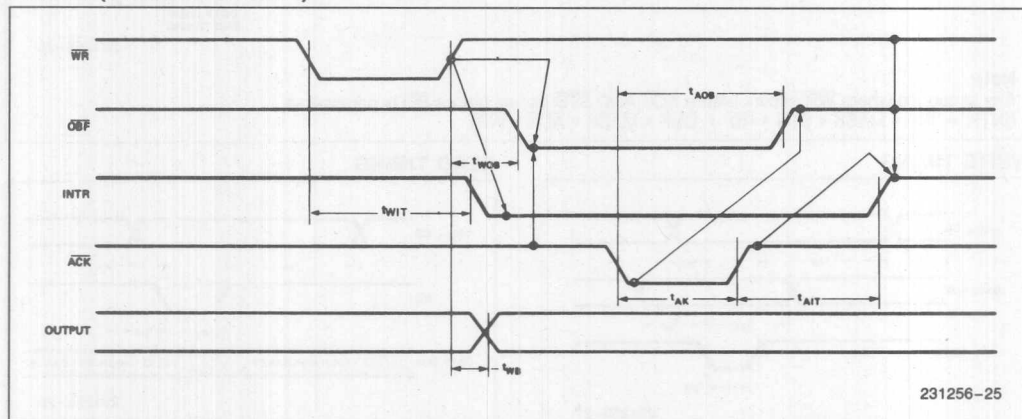 WR
tAOB
OBF
tWOB
INTR
tWIT
ACK
tAK
tAIT
OUTPUT
tWB
231256–25